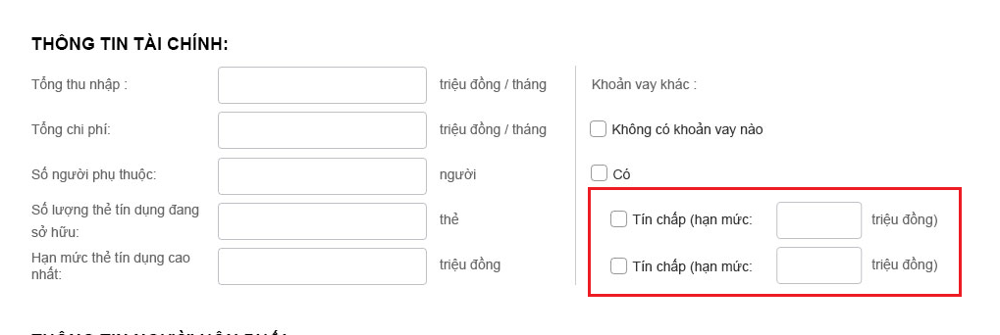 THÔNG TIN TÀI CHÍNH:
Tổng thu nhập :
triệu đồng / tháng
Tổng chi phí:
triệu đồng / tháng
Số người phụ thuộc:
người
Số lượng thẻ tín dụng đang
sở hữu:
thẻ
Hạn mức thẻ tín dụng cao
nhất:
triệu đồng
Khoản vay khác :
Không có khoản vay nào
Có
Tín chấp (hạn mức:
triệu đồng)
Tín chấp (hạn mức:
triệu đồng)